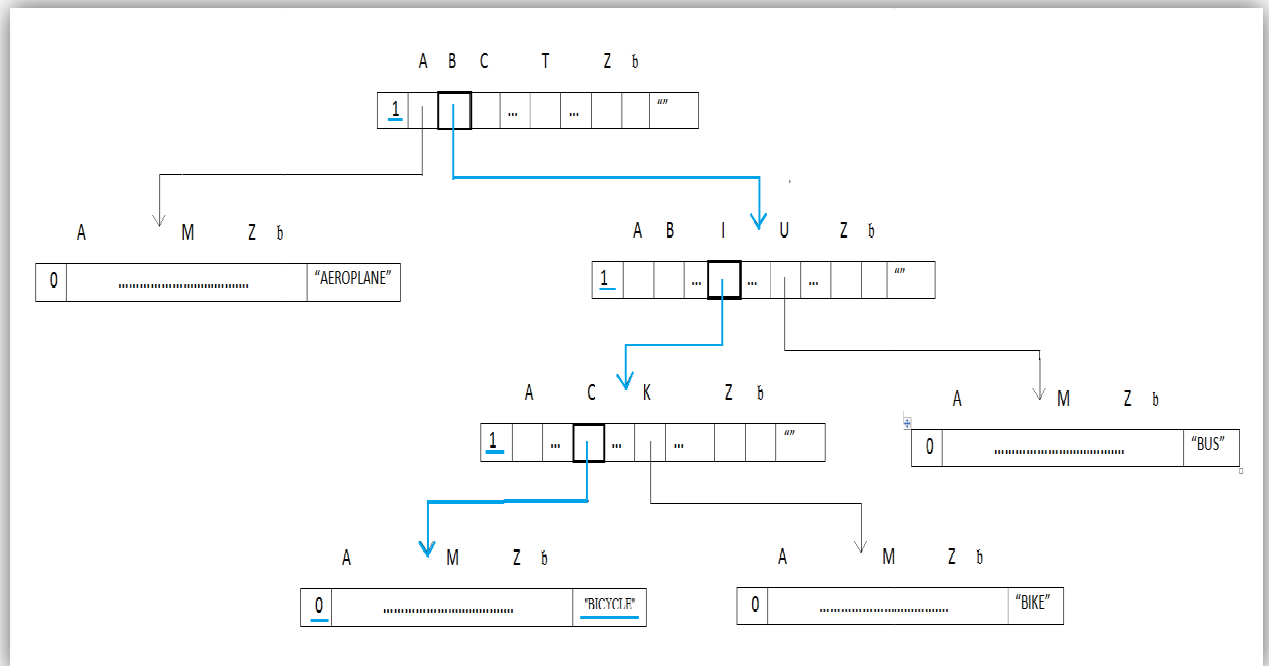 A B C T Z ƀ
1 ... ... “”
A M Z ƀ
A B I U Z ƀ
0 ....................................... “AEROPLANE”
1 ... ... ... “”
A C K Z ƀ
A M Z ƀ
1 ... ... ... “”
0 ....................................... “BUS”
A M Z ƀ
A M Z ƀ
0 ....................................... "BICYCLE"
0 ....................................... “BIKE”